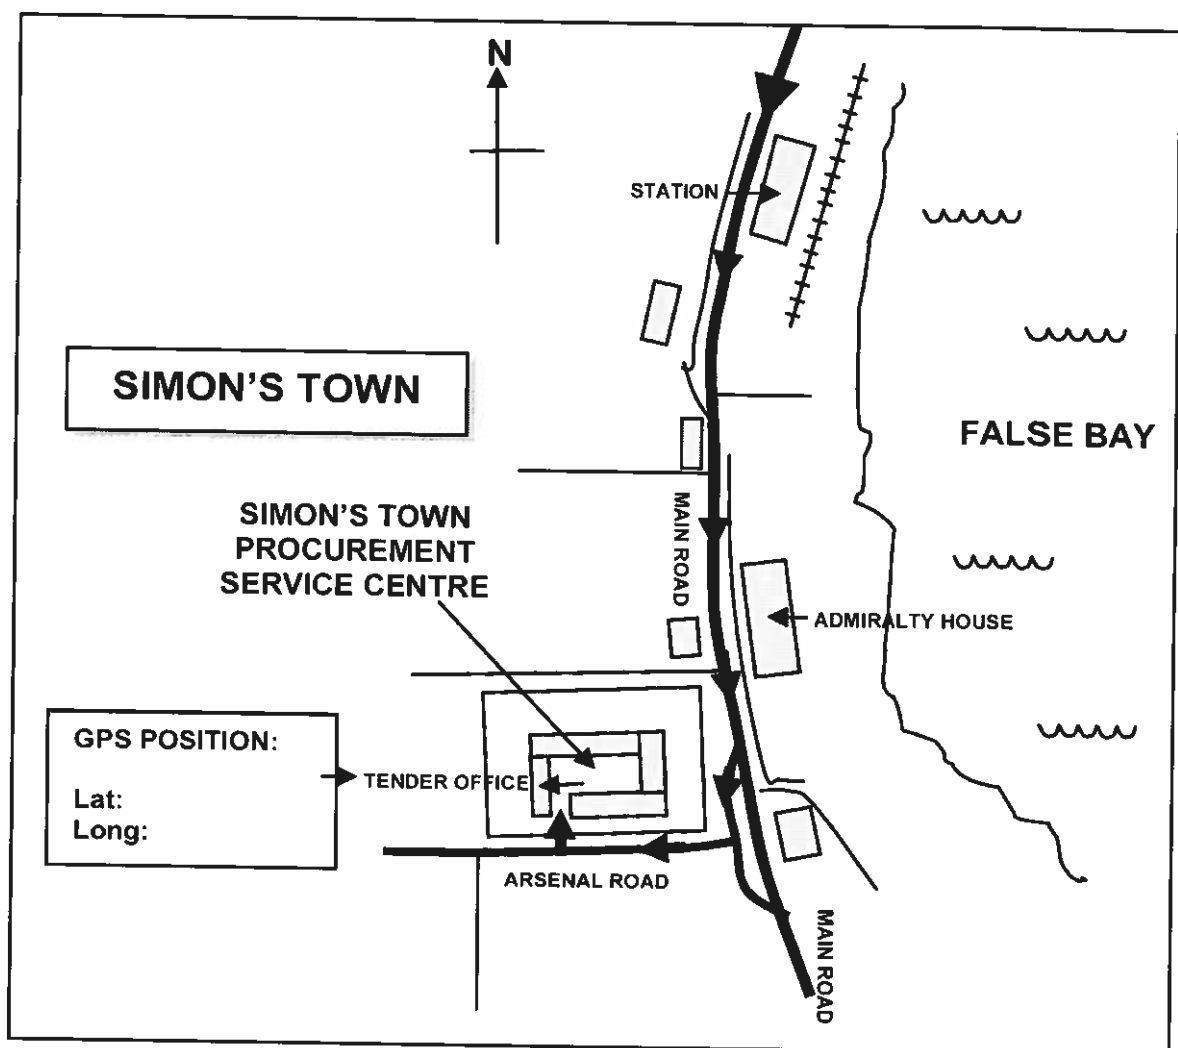 N
STATION
SIMON'S TOWN
FALSE BAY
SIMON'S TOWN
PROCUREMENT
SERVICE CENTRE
MAIN ROAD
ADMIRALTY HOUSE
GPS POSITION:
Lat:
Long:
TENDER OFFICE
ARSENAL ROAD
MAIN ROAD